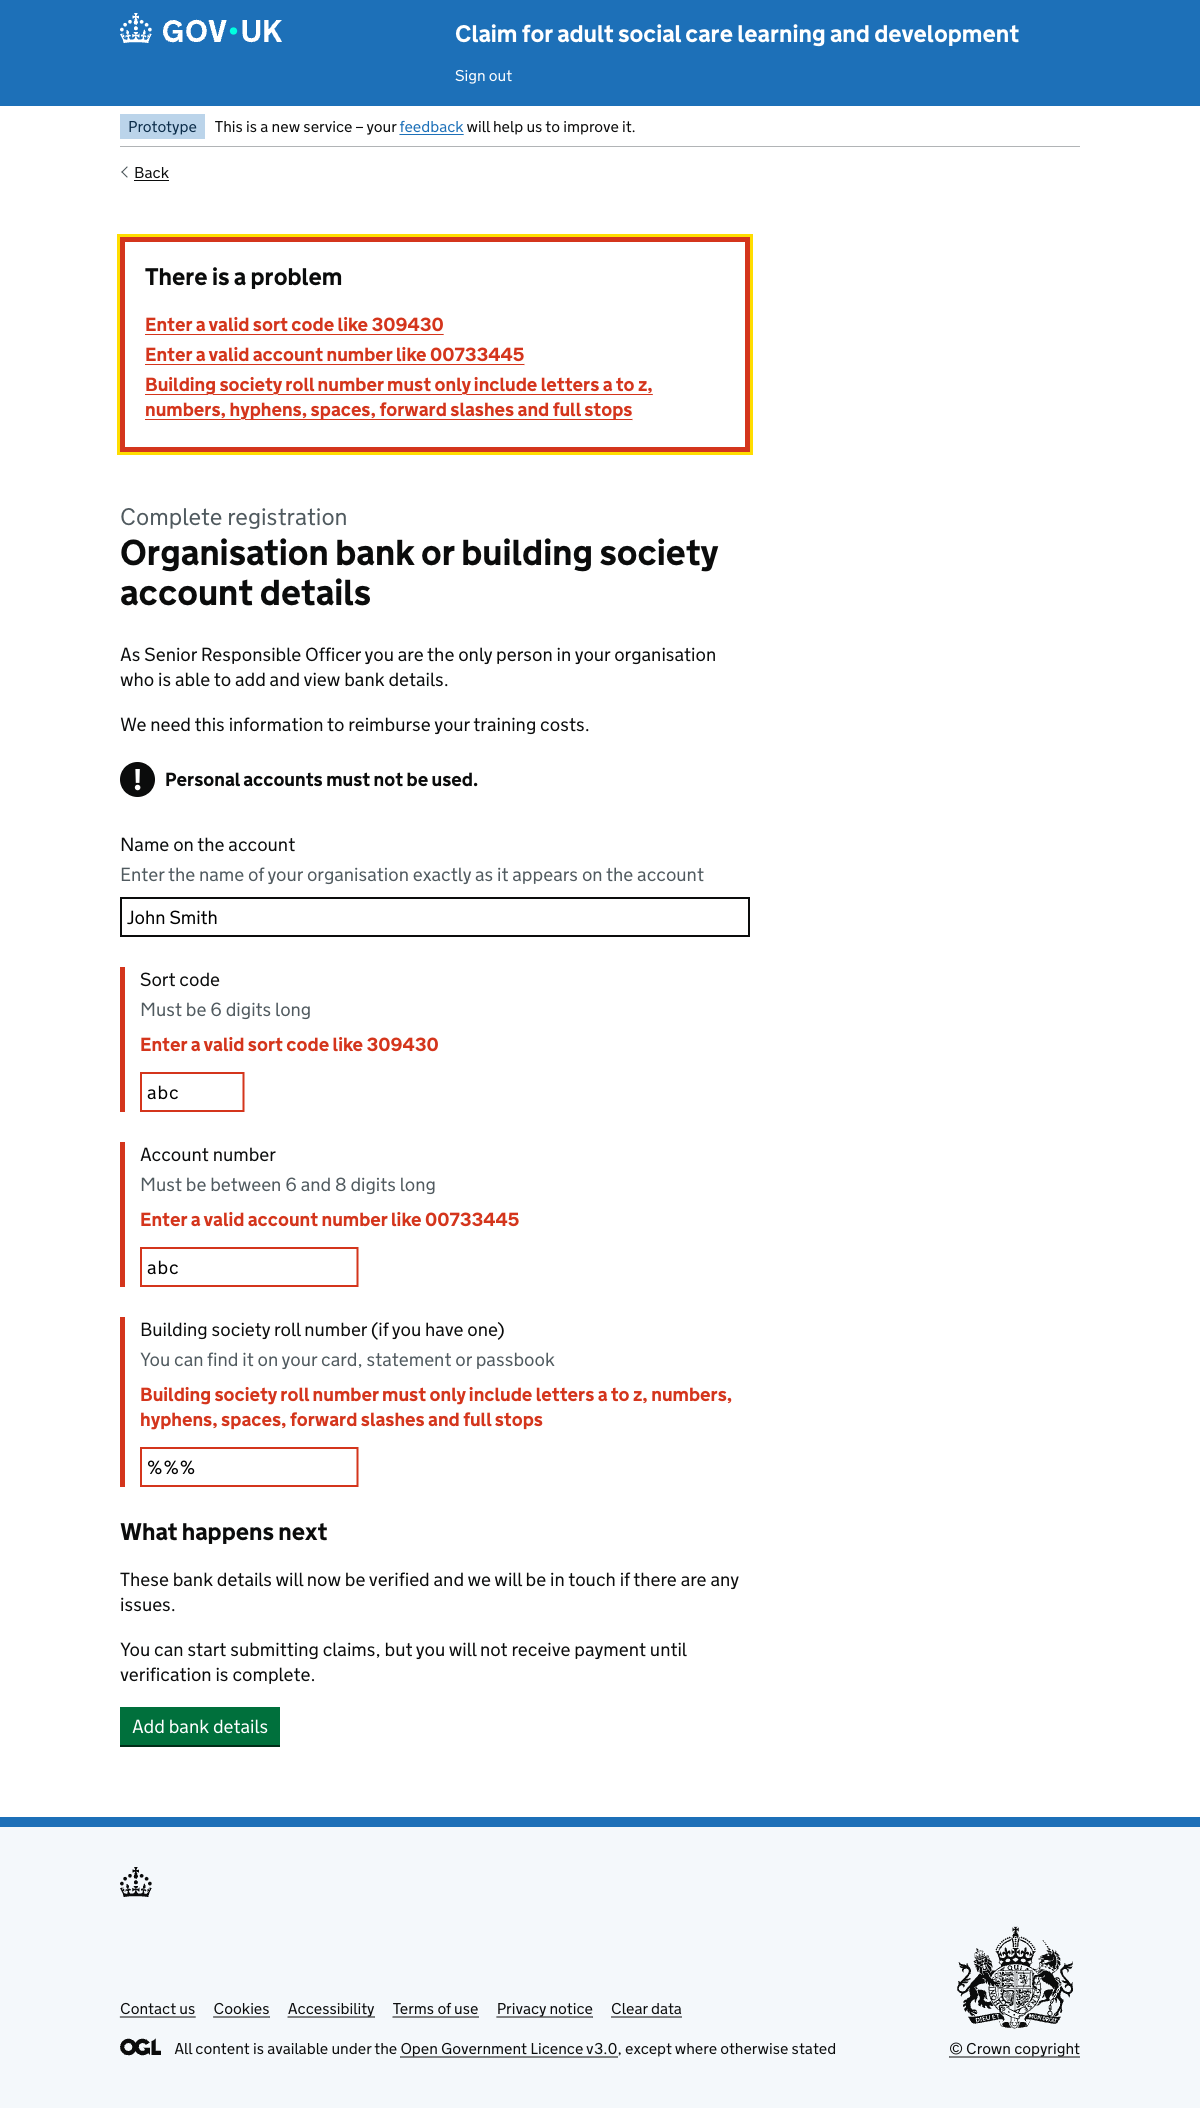 GOV·UK
Claim for adult social care learning and development
Sign out
Prototype
This is a new service – your feedback will help us to improve it.
Back
There is a problem
Enter a valid sort code like 309430
Enter a valid account number like 00733445
Building society roll number must only include letters a to z,
numbers, hyphens, spaces, forward slashes and full stops
Complete registration
Organisation bank or building society
account details
As Senior Responsible Officer you are the only person in your organisation
who is able to add and view bank details.
We need this information to reimburse your training costs.
! Personal accounts must not be used.
Name on the account
Enter the name of your organisation exactly as it appears on the account
John Smith
Sort code
Must be 6 digits long
Enter a valid sort code like 309430
abc
Account number
Must be between 6 and 8 digits long
Enter a valid account number like 00733445
abc
Building society roll number (if you have one)
You can find it on your card, statement or passbook
Building society roll number must only include letters a to z, numbers,
hyphens, spaces, forward slashes and full stops
%%%
What happens next
These bank details will now be verified and we will be in touch if there are any
issues.
You can start submitting claims, but you will not receive payment until
verification is complete.
Add bank details
Contact us Cookies Accessibility Terms of use Privacy notice Clear data
OGL All content is available under the Open Government Licence v3.0, except where otherwise stated
© Crown copyright